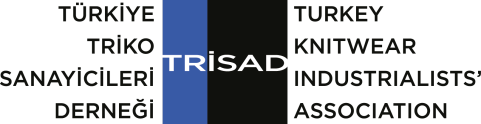 TÜRKİYE
TRİKO
SANAYİCİLERİ
DERNEĞİ
TRİSAD
TURKEY
KNITWEAR
INDUSTRIALISTS’
ASSOCIATION